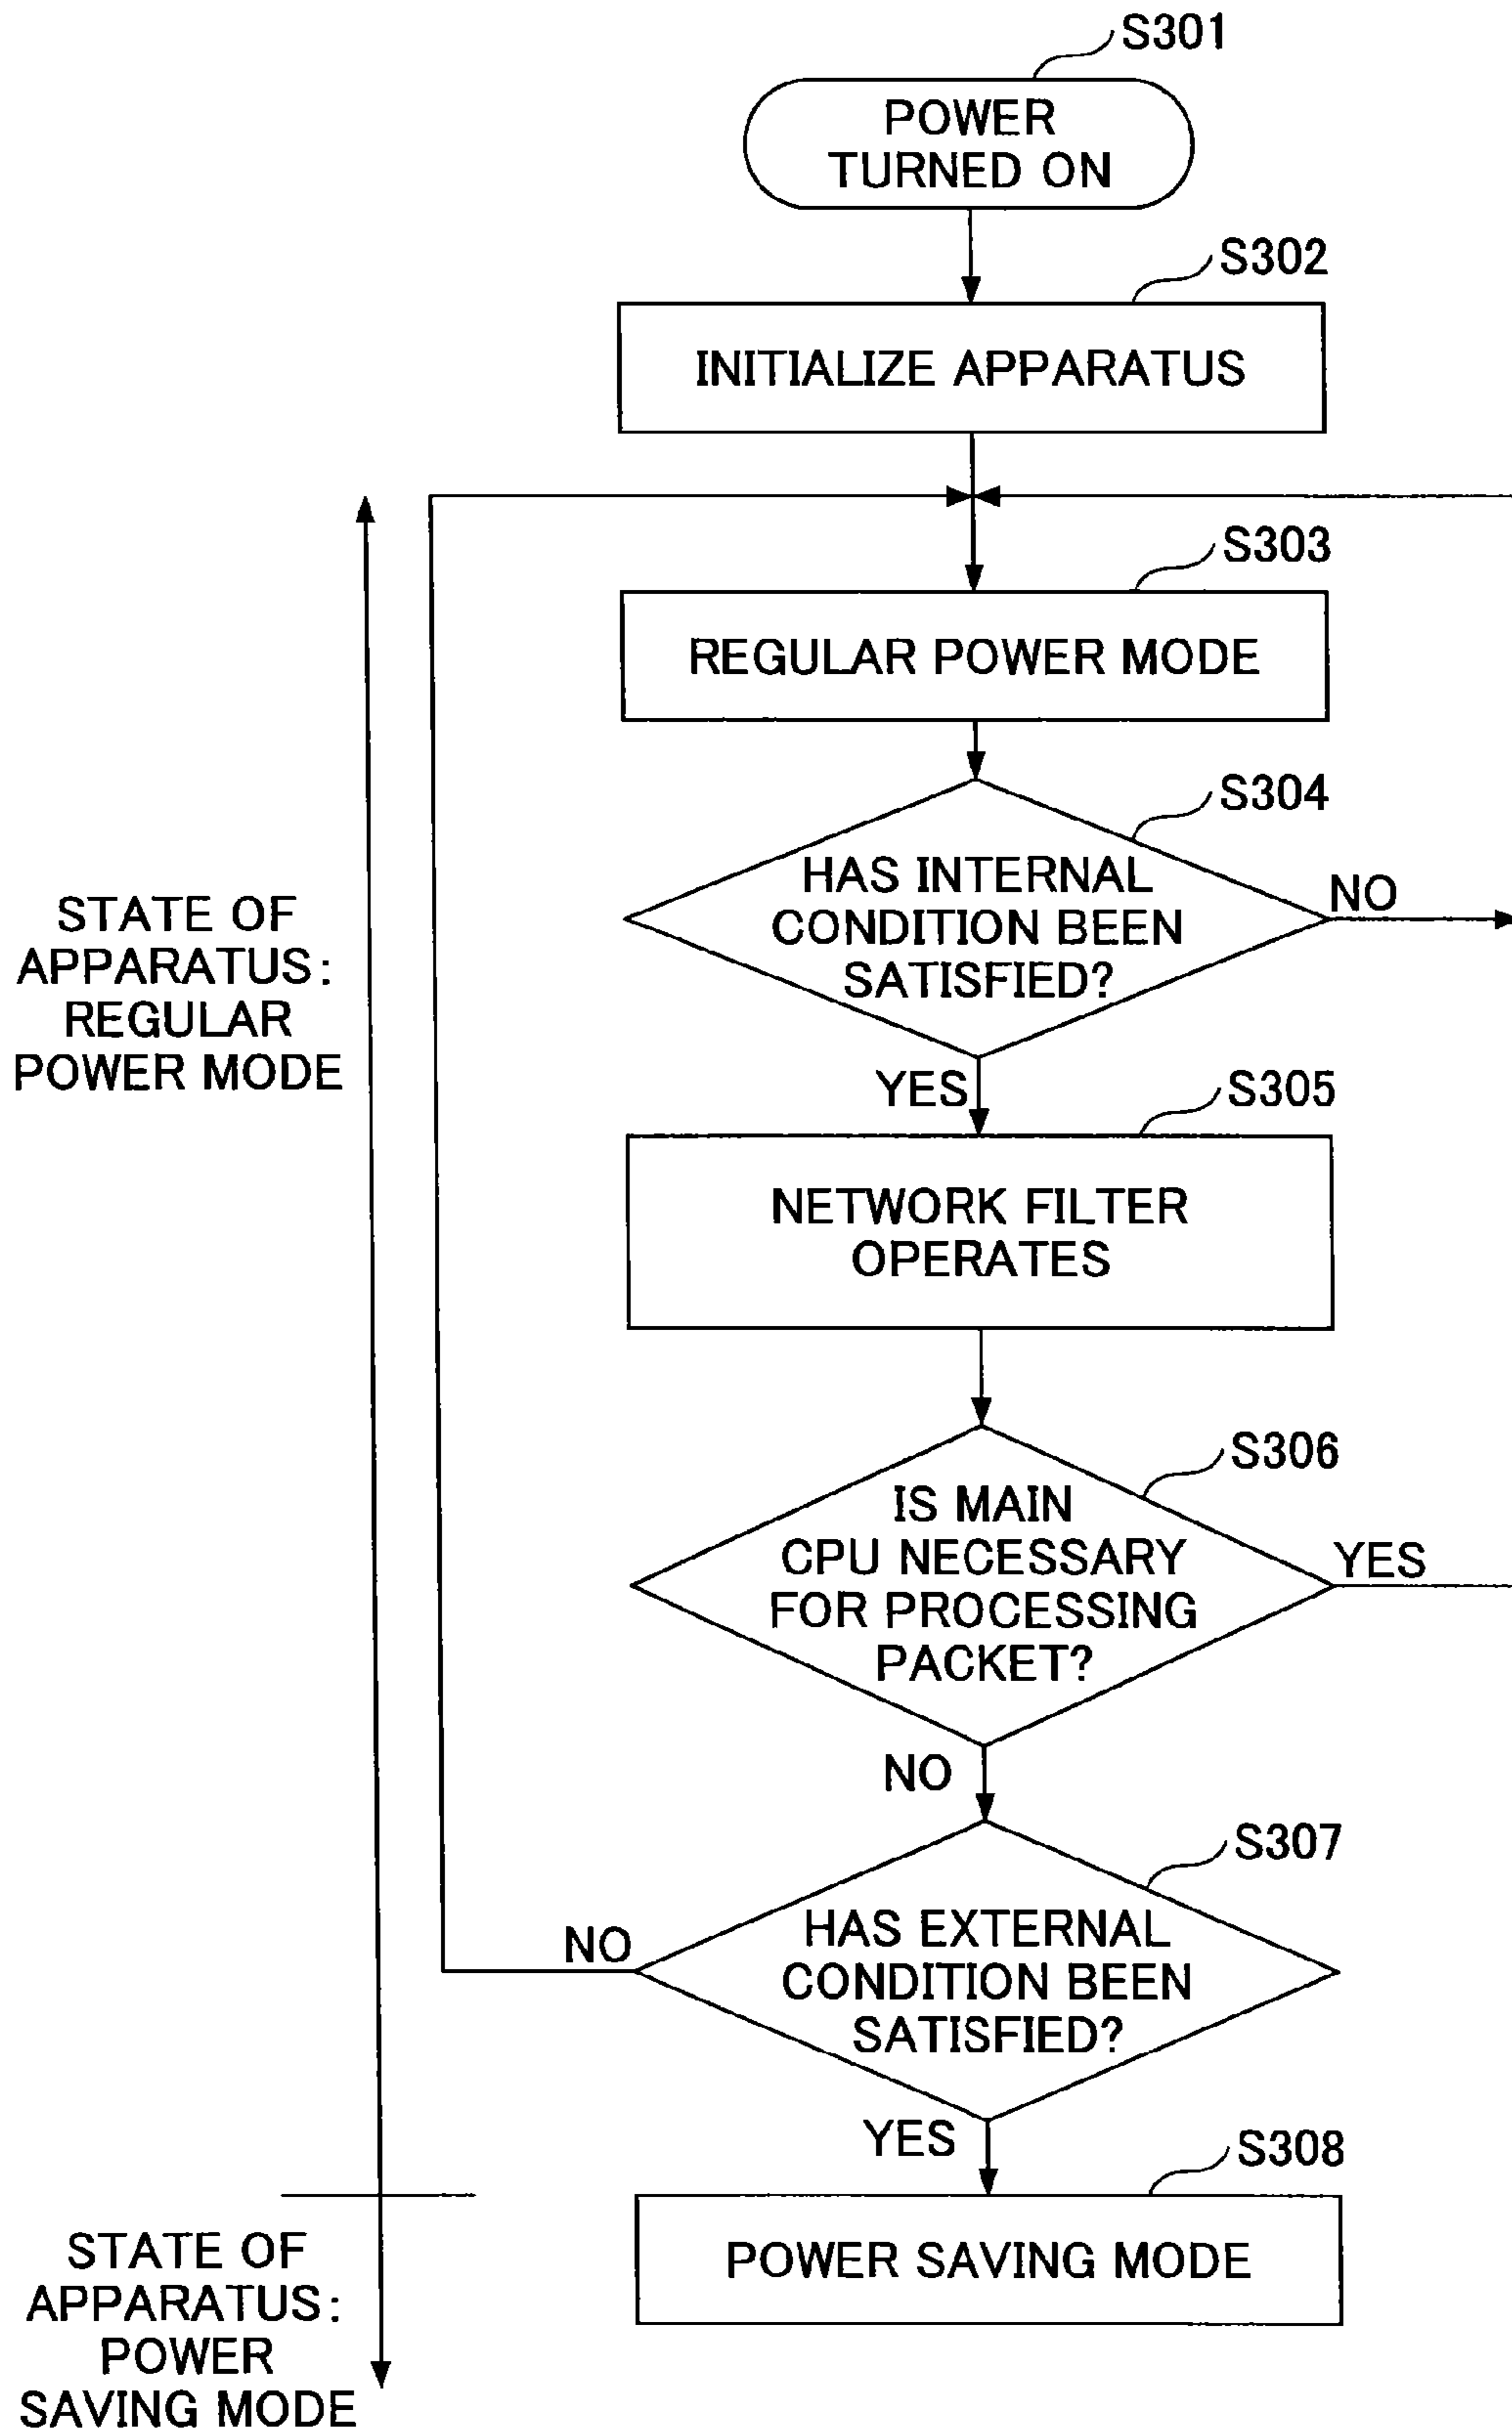 S301
POWER
TURNED ON
S302
INITIALIZE APPARATUS
S303
REGULAR POWER MODE
S304
HAS INTERNAL
CONDITION BEEN
SATISFIED?
NO
STATE OF
APPARATUS:
REGULAR
POWER MODE
YES
S305
NETWORK FILTER
OPERATES
S306
IS MAIN
CPU NECESSARY
FOR PROCESSING
PACKET?
YES
NO
S307
HAS EXTERNAL
CONDITION BEEN
SATISFIED?
NO
YES
S308
POWER SAVING MODE
STATE OF
APPARATUS:
POWER
SAVING MODE